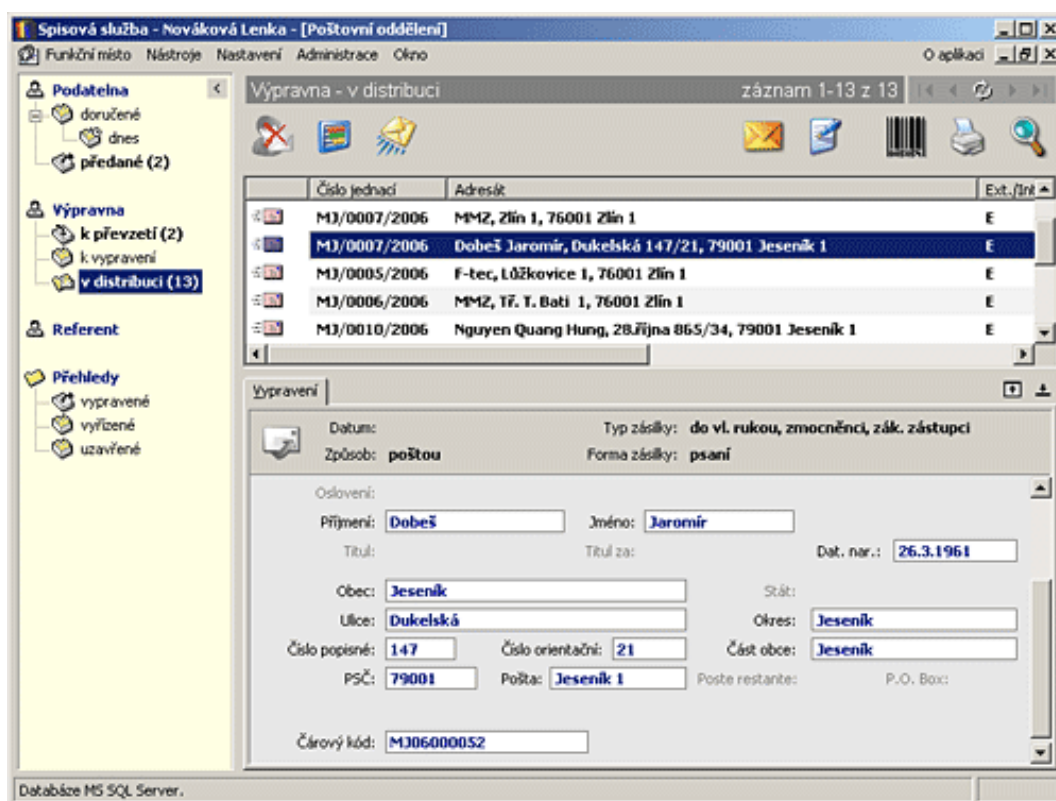 Spisová služba - Nováková Lenka - [Poštovní oddělení]
Funkční místo Nástroje Nastavení Administrace Okno O aplikaci
Podatelna
doručené
dnes
předané (2)
Výpravna
k převzetí (2)
k vypravení
v distribuci (13)
Referent
Přehledy
vypravené
vyřízené
uzavřené
Výpravna - v distribuci záznam 1-13 z 13
Číslo jednací Adresát Ext./Int
MJ/0007/2006 MMZ, Zlín 1, 76001 Zlín 1 E
MJ/0007/2006 Dobeš Jaromír, Dukelská 147/21, 79001 Jeseník 1 E
MJ/0005/2006 F-tec, Lůžkovice 1, 76001 Zlín 1 E
MJ/0006/2006 MMZ, Tř. T. Bati 1, 76001 Zlín 1 E
MJ/0010/2006 Nguyen Quang Hung, 28.října 865/34, 79001 Jeseník 1 E
Vypravení
Datum: Typ zásilky: do vl. rukou, zmocněnci, zák. zástupci
Způsob: poštou Forma zásilky: psaní
Oslovení:
Příjmení: Dobeš Jméno: Jaromír
Titul: Titul za: Dat. nar.: 26.3.1961
Obec: Jeseník Stát:
Ulice: Dukelská Okres: Jeseník
Číslo popisné: 147 Číslo orientační: 21 Část obce: Jeseník
PSČ: 79001 Pošta: Jeseník 1 Poste restante: P.O. Box:
Čárový kód: MJ06000052
Databáze MS SQL Server.